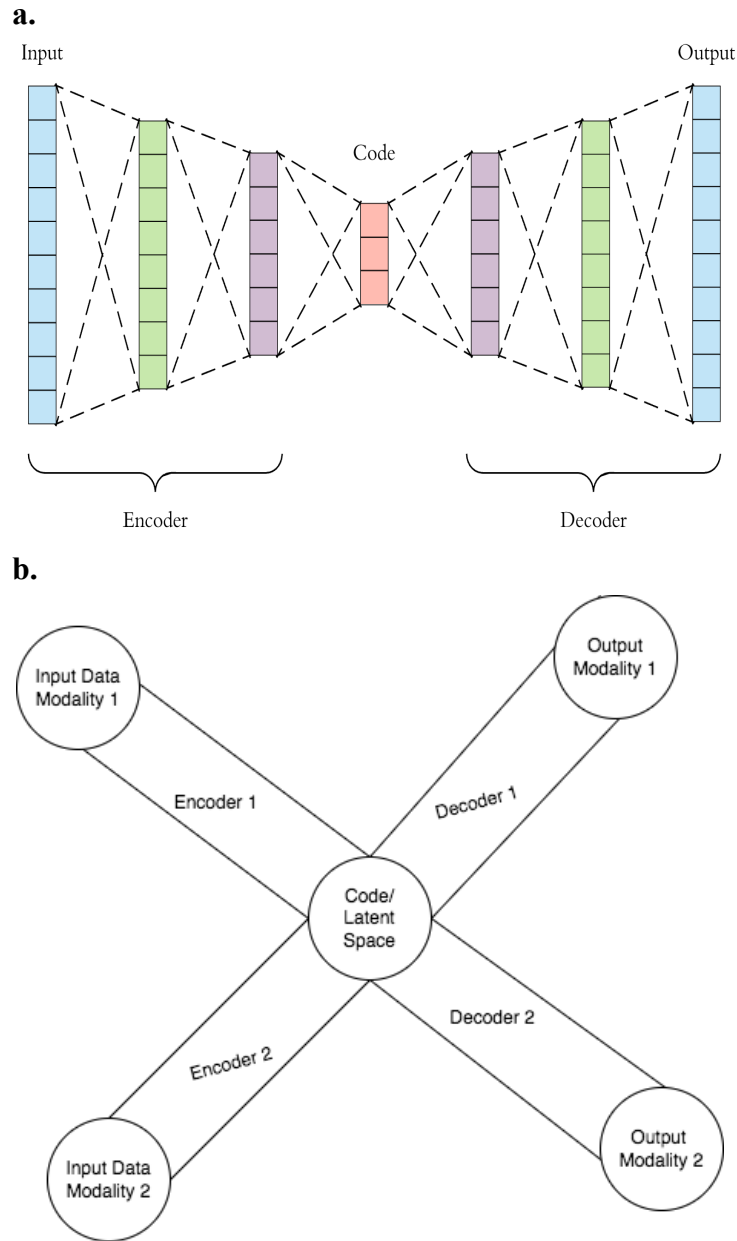 a.
Input
Output
Code
Encoder
Decoder
b.
Input Data
Modality 1
Output
Modality 1
Encoder 1
Decoder 1
Code/
Latent
Space
Encoder 2
Decoder 2
Input Data
Modality 2
Output
Modality 2